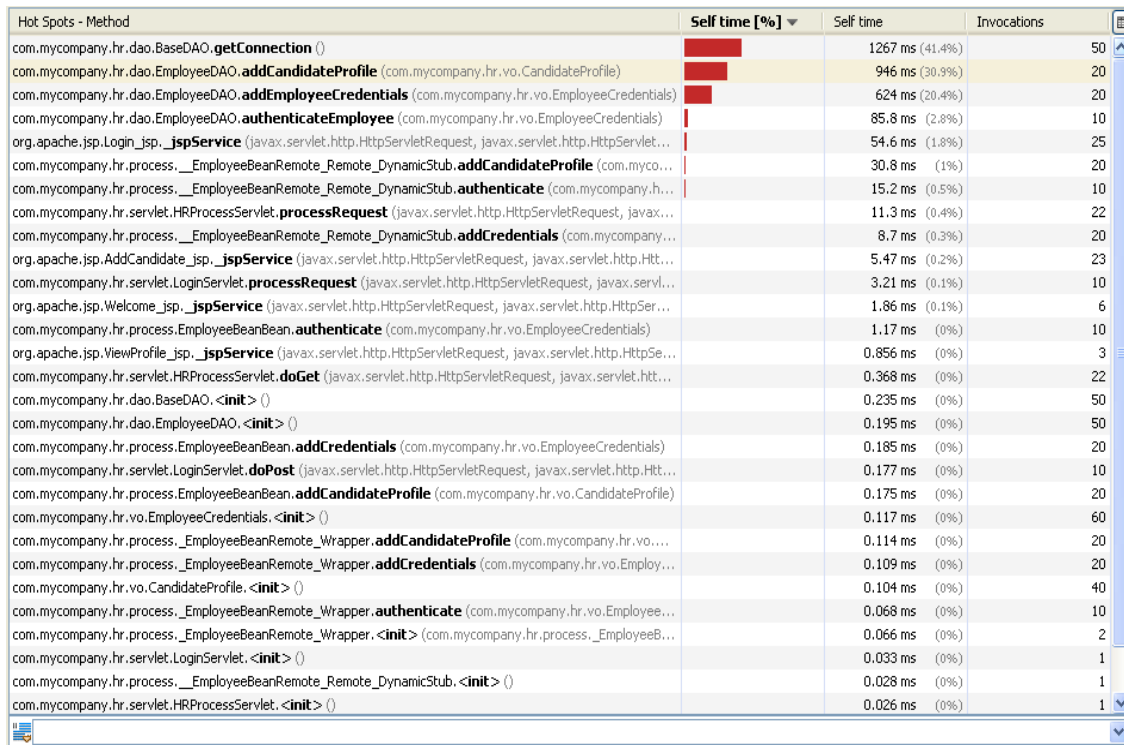 Hot Spots - Method Self time [%] Self time Invocations
com.mycompany.hr.dao.BaseDAO.getConnection () 1267 ms (41.4%) 50
com.mycompany.hr.dao.EmployeeDAO.addCandidateProfile (com.mycompany.hr.vo.CandidateProfile) 946 ms (30.9%) 20
com.mycompany.hr.dao.EmployeeDAO.addEmployeeCredentials (com.mycompany.hr.vo.EmployeeCredentials) 624 ms (20.4%) 20
com.mycompany.hr.dao.EmployeeDAO.authenticateEmployee (com.mycompany.hr.vo.EmployeeCredentials) 85.8 ms (2.8%) 10
org.apache.jsp.Login_jsp._jspService (javax.servlet.http.HttpServletRequest, javax.servlet.http.HttpServlet... 54.6 ms (1.8%) 25
com.mycompany.hr.process.__EmployeeBeanRemote_Remote_DynamicStub.addCandidateProfile (com.myco... 30.8 ms (1%) 20
com.mycompany.hr.process.__EmployeeBeanRemote_Remote_DynamicStub.authenticate (com.mycompany.h... 15.2 ms (0.5%) 10
com.mycompany.hr.servlet.HRProcessServlet.processRequest (javax.servlet.http.HttpServletRequest, javax... 11.3 ms (0.4%) 22
com.mycompany.hr.process.__EmployeeBeanRemote_Remote_DynamicStub.addCredentials (com.mycompany... 8.7 ms (0.3%) 20
org.apache.jsp.AddCandidate_jsp._jspService (javax.servlet.http.HttpServletRequest, javax.servlet.http.Htt... 5.47 ms (0.2%) 23
com.mycompany.hr.servlet.LoginServlet.processRequest (javax.servlet.http.HttpServletRequest, javax.servl... 3.21 ms (0.1%) 10
org.apache.jsp.Welcome_jsp._jspService (javax.servlet.http.HttpServletRequest, javax.servlet.http.HttpSer... 1.86 ms (0.1%) 6
com.mycompany.hr.process.EmployeeBeanBean.authenticate (com.mycompany.hr.vo.EmployeeCredentials) 1.17 ms (0%) 10
org.apache.jsp.ViewProfile_jsp._jspService (javax.servlet.http.HttpServletRequest, javax.servlet.http.HttpSe... 0.856 ms (0%) 3
com.mycompany.hr.servlet.HRProcessServlet.doGet (javax.servlet.http.HttpServletRequest, javax.servlet.htt... 0.368 ms (0%) 22
com.mycompany.hr.dao.BaseDAO.<init> () 0.235 ms (0%) 50
com.mycompany.hr.dao.EmployeeDAO.<init> () 0.195 ms (0%) 50
com.mycompany.hr.process.EmployeeBeanBean.addCredentials (com.mycompany.hr.vo.EmployeeCredentials) 0.185 ms (0%) 20
com.mycompany.hr.servlet.LoginServlet.doPost (javax.servlet.http.HttpServletRequest, javax.servlet.http.Htt... 0.177 ms (0%) 10
com.mycompany.hr.process.EmployeeBeanBean.addCandidateProfile (com.mycompany.hr.vo.CandidateProfile) 0.175 ms (0%) 20
com.mycompany.hr.vo.EmployeeCredentials.<init> () 0.117 ms (0%) 60
com.mycompany.hr.process._EmployeeBeanRemote_Wrapper.addCandidateProfile (com.mycompany.hr.vo.... 0.114 ms (0%) 20
com.mycompany.hr.process._EmployeeBeanRemote_Wrapper.addCredentials (com.mycompany.hr.vo.Employ... 0.109 ms (0%) 20
com.mycompany.hr.vo.CandidateProfile.<init> () 0.104 ms (0%) 40
com.mycompany.hr.process._EmployeeBeanRemote_Wrapper.authenticate (com.mycompany.hr.vo.Employee... 0.068 ms (0%) 10
com.mycompany.hr.process._EmployeeBeanRemote_Wrapper.<init> (com.mycompany.hr.process._EmployeeB... 0.066 ms (0%) 2
com.mycompany.hr.servlet.LoginServlet.<init> () 0.033 ms (0%) 1
com.mycompany.hr.process.__EmployeeBeanRemote_Remote_DynamicStub.<init> () 0.028 ms (0%) 1
com.mycompany.hr.servlet.HRProcessServlet.<init> () 0.026 ms (0%) 1